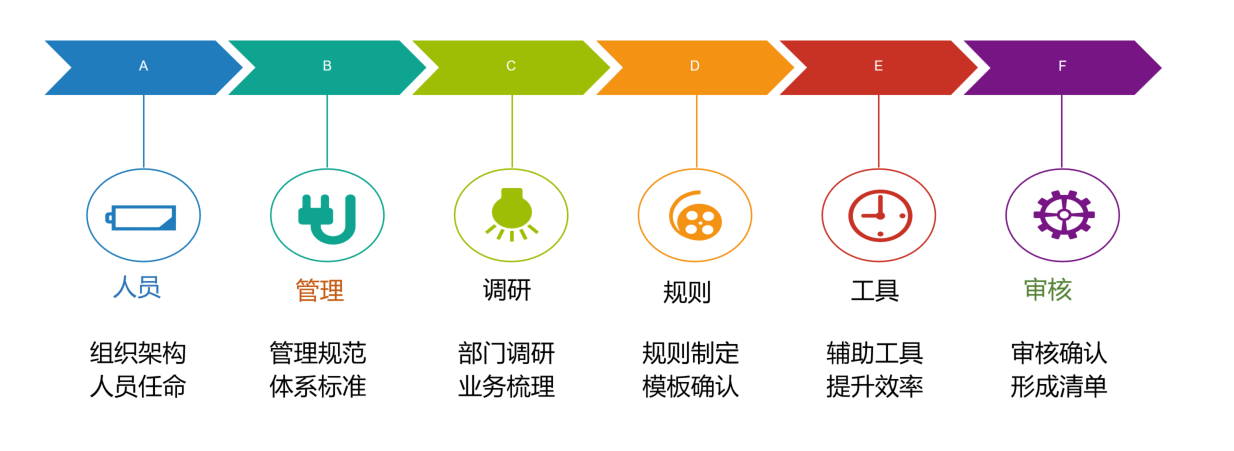 A
B
C
D
E
F
人员
管理
调研
规则
工具
审核
组织架构
人员任命
管理规范
体系标准
部门调研
业务梳理
规则制定
模板确认
辅助工具
提升效率
审核确认
形成清单